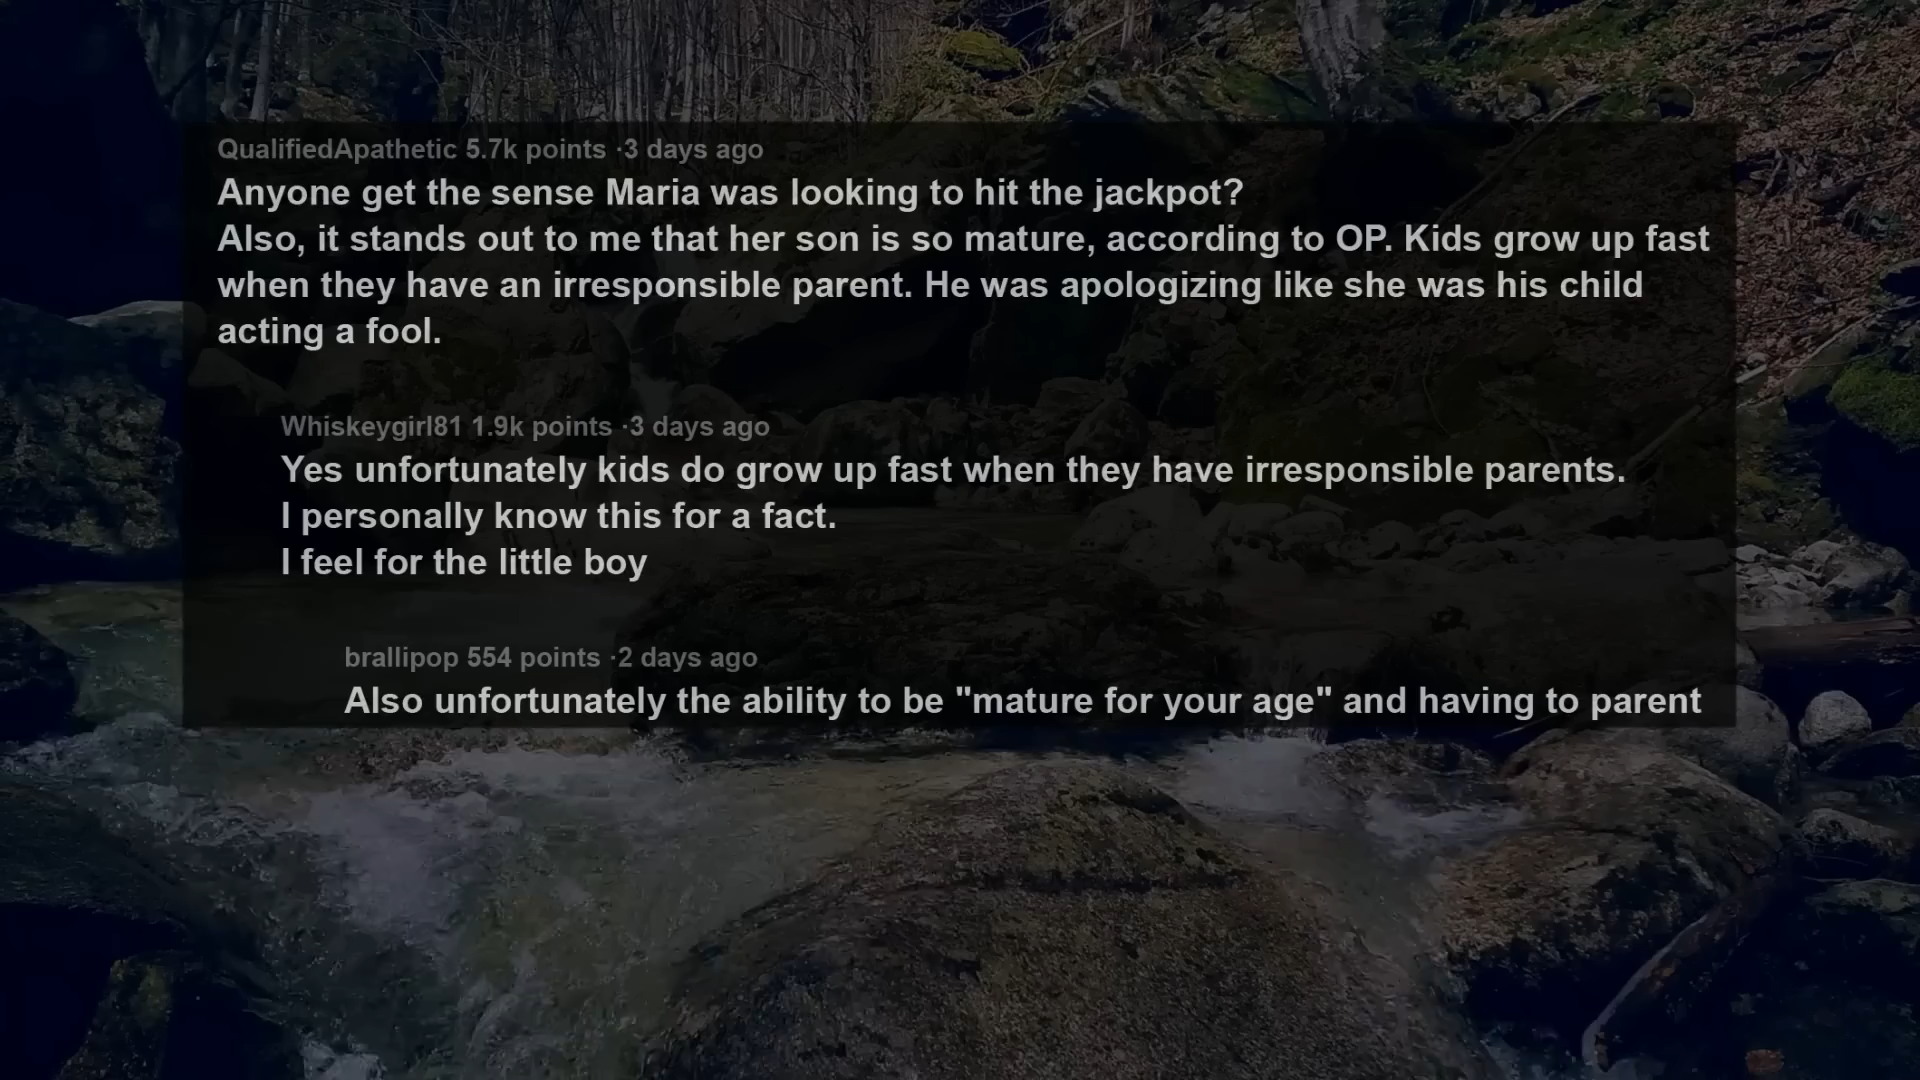 QualifiedApathetic 5.7k points ·3 days ago
Anyone get the sense Maria was looking to hit the jackpot?
Also, it stands out to me that her son is so mature, according to OP. Kids grow up fast
when they have an irresponsible parent. He was apologizing like she was his child
acting a fool.
Whiskeygirl81 1.9k points ·3 days ago
Yes unfortunately kids do grow up fast when they have irresponsible parents.
I personally know this for a fact.
I feel for the little boy
brallipop 554 points ·2 days ago
Also unfortunately the ability to be "mature for your age" and having to parent